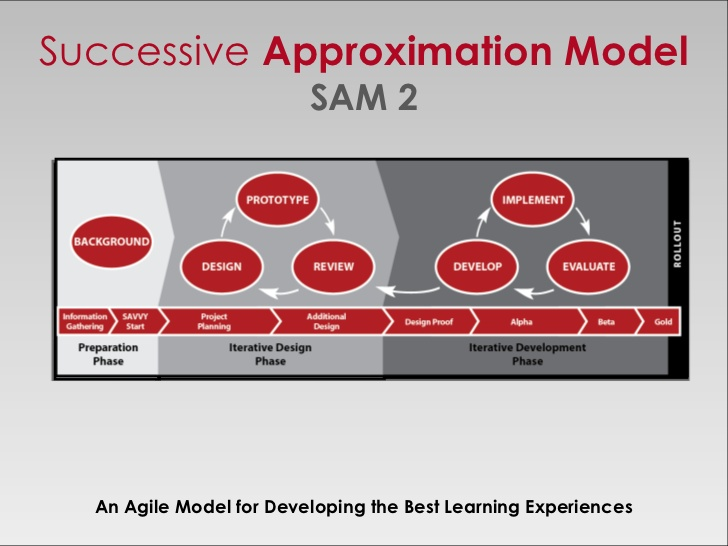 Successive Approximation Model
SAM 2
PROTOTYPE
IMPLEMENT
BACKGROUND
DESIGN
REVIEW
DEVELOP
EVALUATE
ROLLOUT
Information
Gathering
SAVVY
Start
Project
Planning
Additional
Design
Design Proof
Alpha
Beta
Gold
Preparation
Phase
Iterative Design
Phase
Iterative Development
Phase
An Agile Model for Developing the Best Learning Experiences